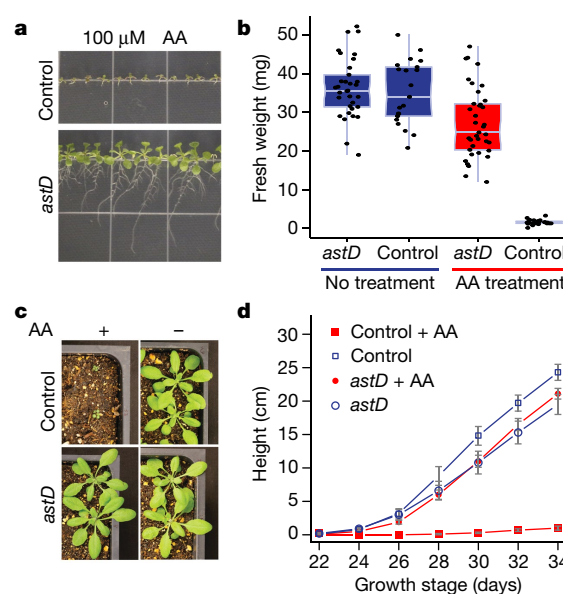 a
100 µM AA
Control
astD
b
Fresh weight (mg)
50
40
30
20
10
0
astD Control astD Control
No treatment AA treatment
c
AA + −
Control
astD
d
Height (cm)
30
25
20
15
10
5
0
Control + AA
Control
astD + AA
astD
22 24 26 28 30 32 34
Growth stage (days)